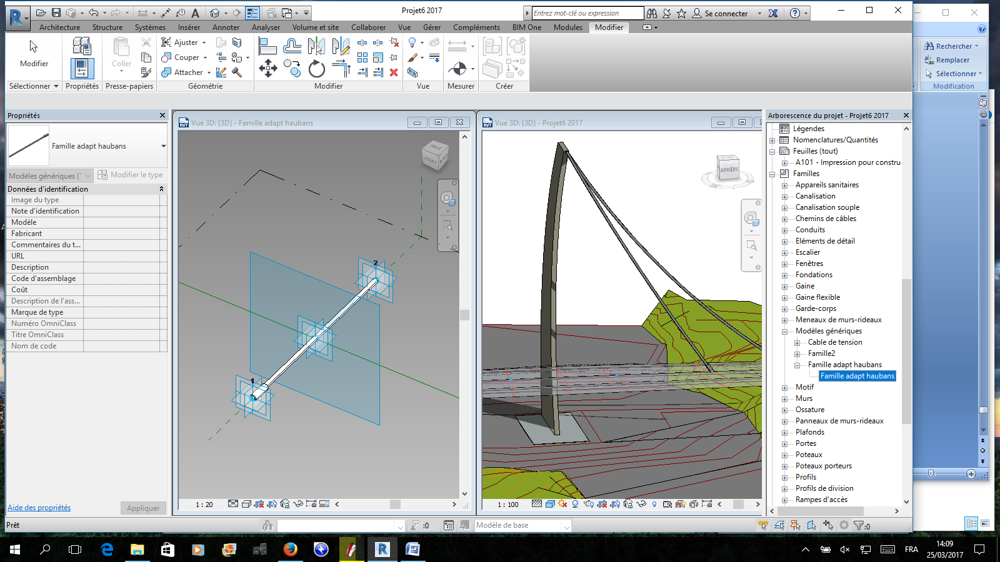 Projet6 2017
Entrez mot-clé ou expression
Se connecter
Architecture
Structure
Systèmes
Insérer
Annoter
Analyser
Volume et site
Collaborer
Vue
Gérer
Compléments
BIM One
Modules
Modifier
Modifier
Coller
Ajuster
Couper
Attacher
Sélectionner
Propriétés
Presse-papiers
Géométrie
Modifier
Vue
Mesurer
Créer
Rechercher
Remplacer
Sélectionner
Modification
Propriétés
Famille adapt haubans
Modèles génériques (
Modifier le type
Données d'identification
Image du type
Note d'identification
Modèle
Fabricant
Commentaires du t...
URL
Description
Code d'assemblage
Coût
Description de l'ass...
Marque de type
Numéro OmniClass
Titre OmniClass
Nom de code
Aide des propriétés
Appliquer
Vue 3D: {3D} - Famille adapt haubans
HAUT
AVANT
2
1
1 : 20
Vue 3D: {3D} - Projet6 2017
ARRIÈRE
1 : 100
Arborescence du projet - Projet6 2017
Légendes
Nomenclatures/Quantités
Feuilles (tout)
A101 - Impression pour constru
Familles
Appareils sanitaires
Canalisation
Canalisation souple
Chemins de câbles
Conduits
Eléments de détail
Escalier
Fenêtres
Fondations
Gaine
Gaine flexible
Garde-corps
Meneaux de murs-rideaux
Modèles génériques
Cable de tension
Famille2
Famille adapt haubans
Famille adapt haubans
Motif
Murs
Ossature
Panneaux de murs-rideaux
Plafonds
Portes
Poteaux
Poteaux porteurs
Profils
Profils de division
Rampes d'accès
Prêt
:0
Modèle de base
:0
FRA
14:09
25/03/2017